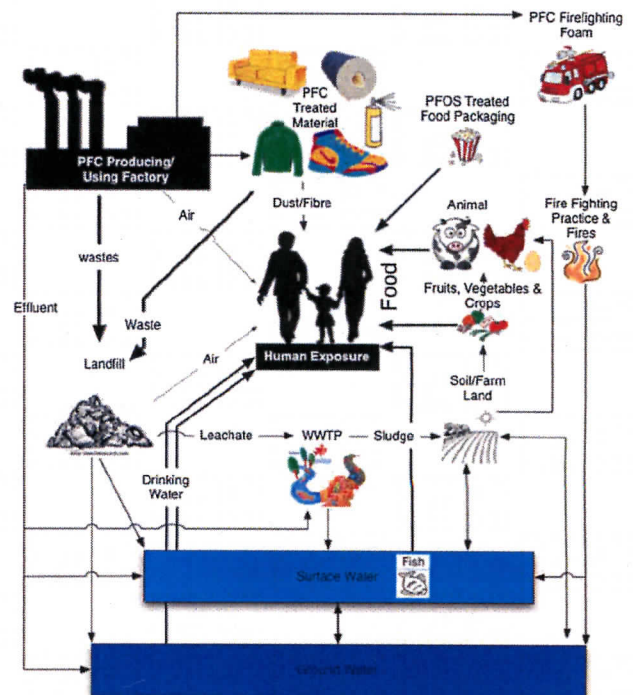 PFC Firefighting
Foam
PFC
Treated
Material
PFOS Treated
Food Packaging
PFC Producing/
Using Factory
Air
Dust/Fibre
Animal
Fire Fighting
Practice &
Fires
wastes
Food
Fruits, Vegetables &
Crops
Effluent
Waste
Landfill
Air
Human Exposure
Soil/Farm
Land
Leachate
WWTP
Sludge
Drinking
Water
Fish
Surface Water
Ground Water